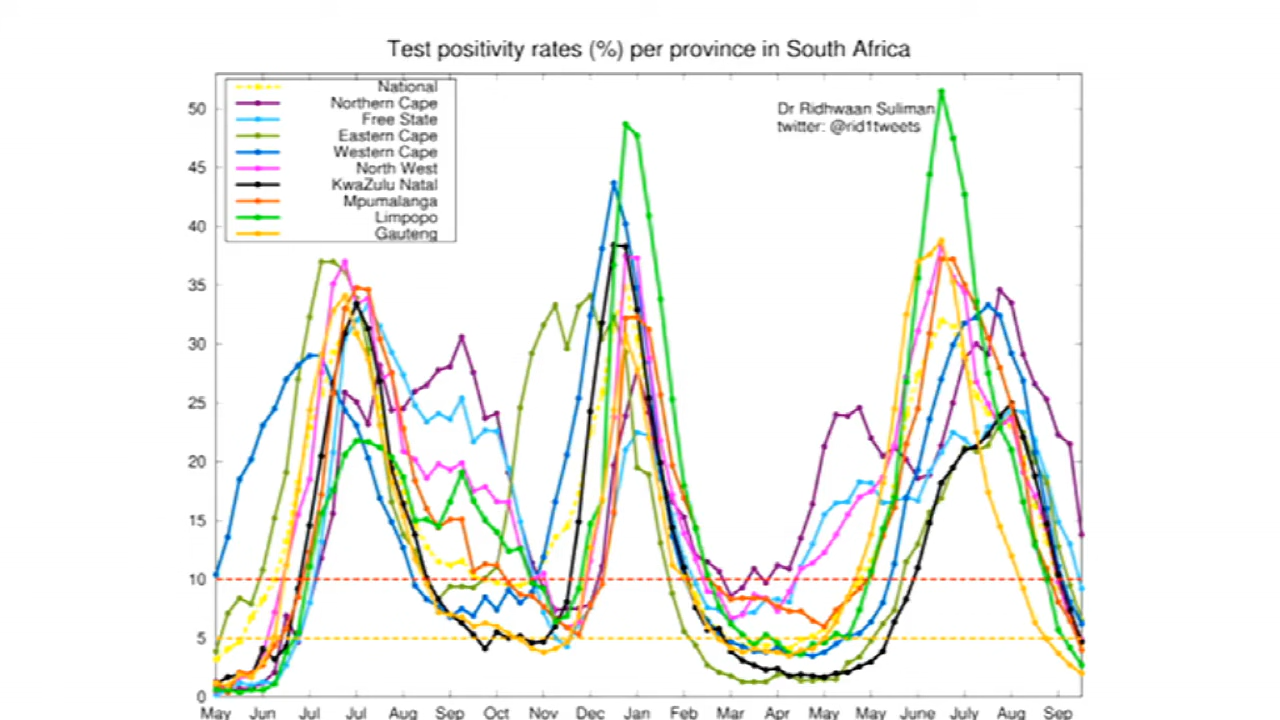 Test positivity rates (%) per province in South Africa
National
Northern Cape
Free State
Eastern Cape
Western Cape
North West
KwaZulu Natal
Mpumalanga
Limpopo
Gauteng
Dr Ridhwaan Suliman
twitter: @rid1tweets
50
45
40
35
30
25
20
15
10
5
0
May Jun Jul Jul Aug Sep Oct Nov Dec Jan Feb Mar Apr May May June July Aug Sep